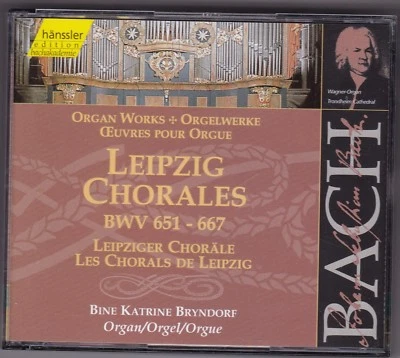 hänssler
edition
bachakademie
Wagner-Organ
Trondheim Cathedral
ORGAN WORKS + ORGELWERKE
ŒUVRES POUR ORGUE
LEIPZIG
CHORALES
BWV 651 - 667
LEIPZIGER CHORÄLE
LES CHORALS DE LEIPZIG
BINE KATRINE BRYNDORF
Organ/Orgel/Orgue
BACH